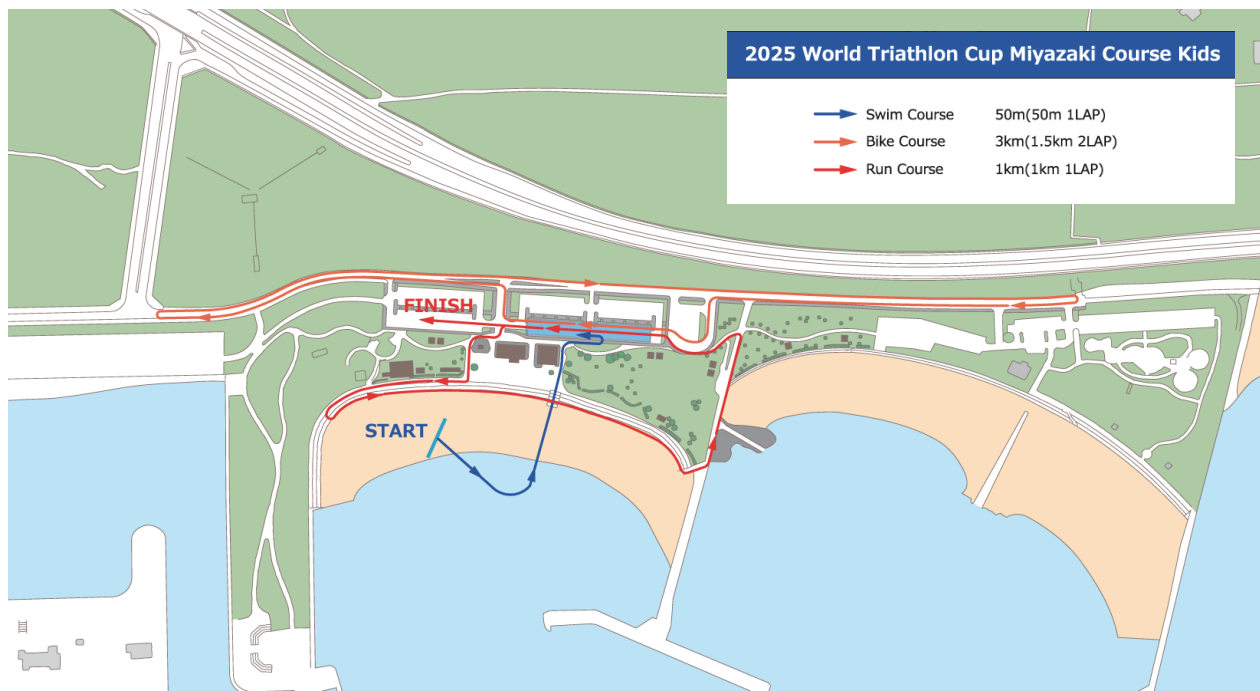 2025 World Triathlon Cup Miyazaki Course Kids
Swim Course 50m(50m 1LAP)
Bike Course 3km(1.5km 2LAP)
Run Course 1km(1km 1LAP)
FINISH
START